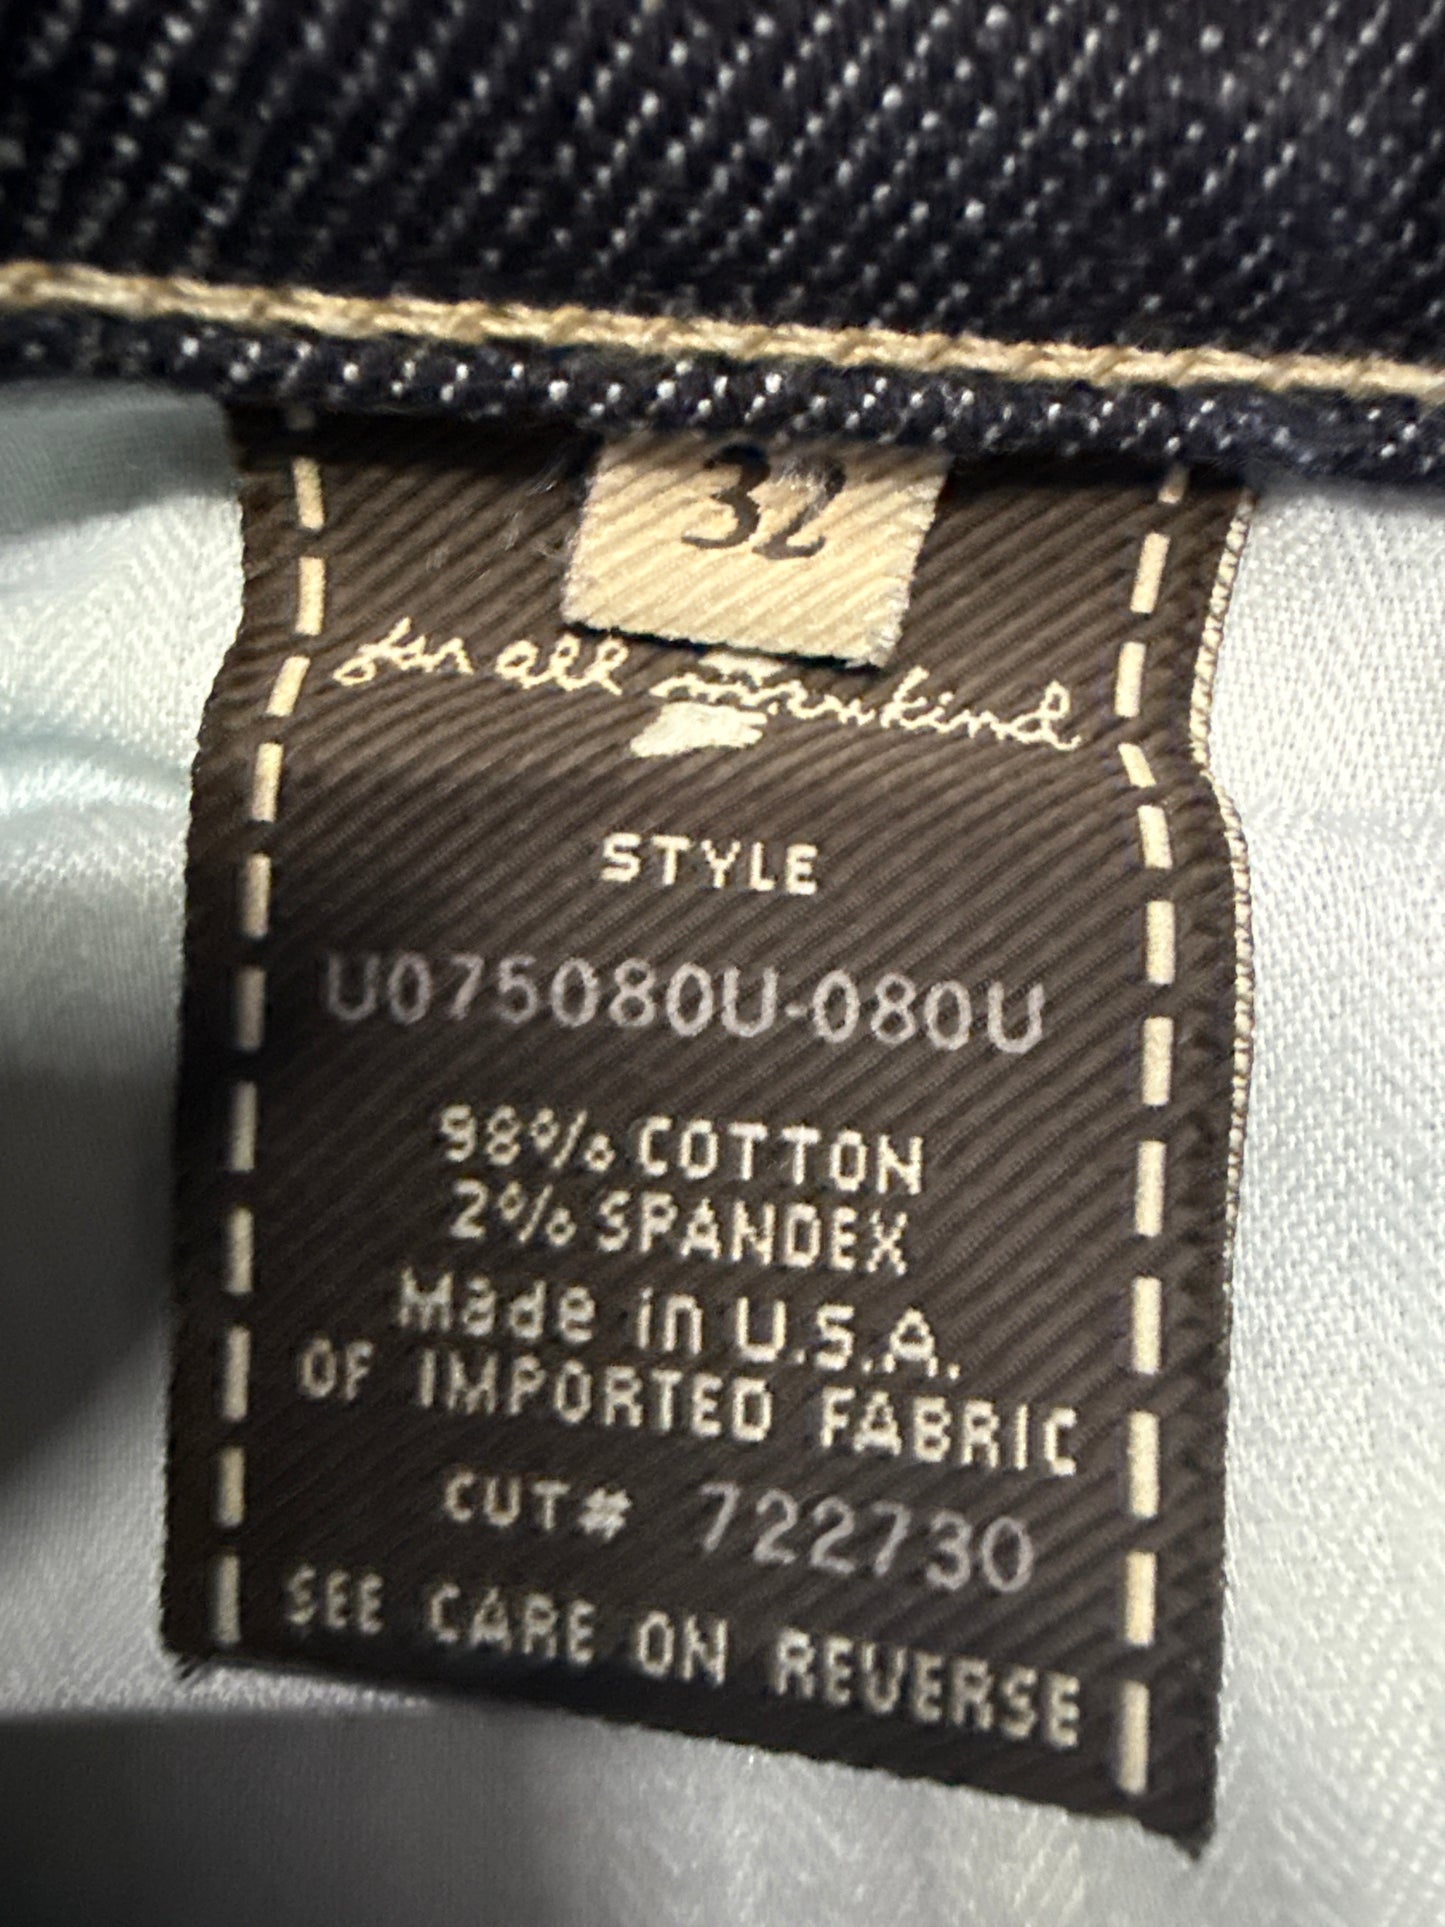 32
for all mankind
STYLE
U075080U-080U
98% COTTON
2% SPANDEX
Made in U.S.A.
OF IMPORTED FABRIC
CUT# 722730
SEE CARE ON REVERSE